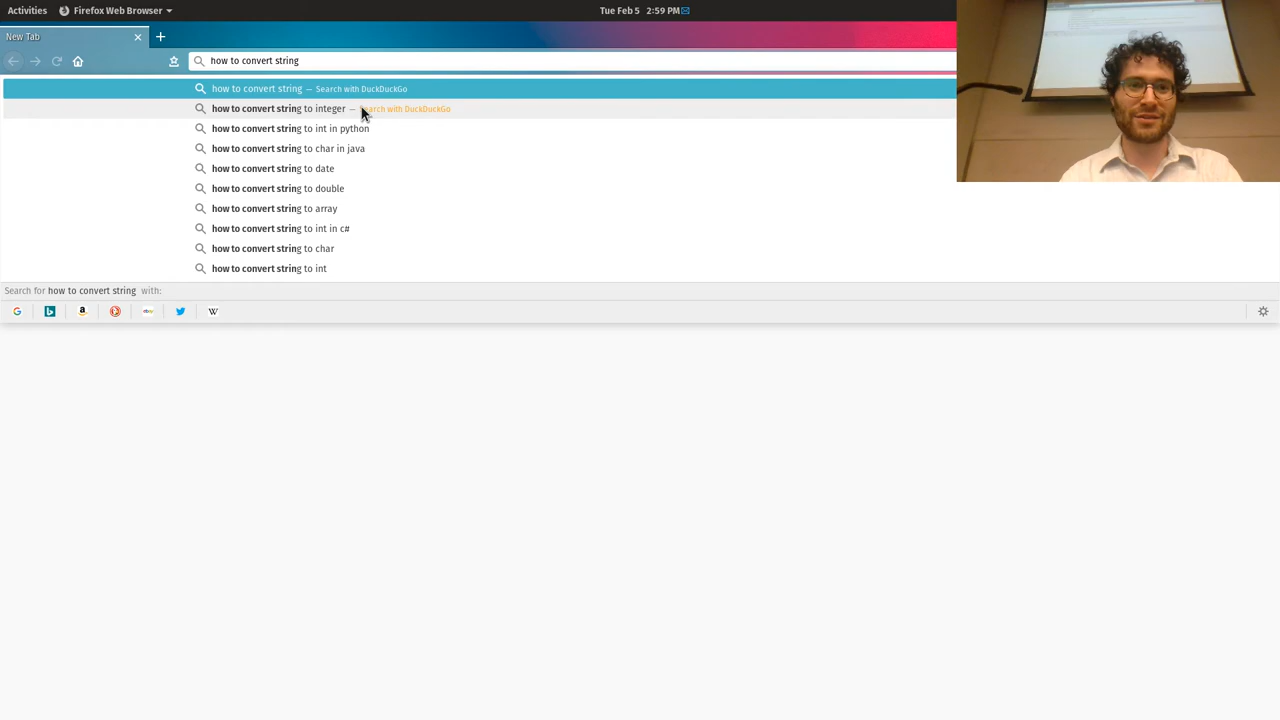 Activities Firefox Web Browser Tue Feb 5 2:59 PM
New Tab
how to convert string
how to convert string — Search with DuckDuckGo
how to convert string to integer — Search with DuckDuckGo
how to convert string to int in python
how to convert string to char in java
how to convert string to date
how to convert string to double
how to convert string to array
how to convert string to int in c#
how to convert string to char
how to convert string to int
Search for how to convert string with: